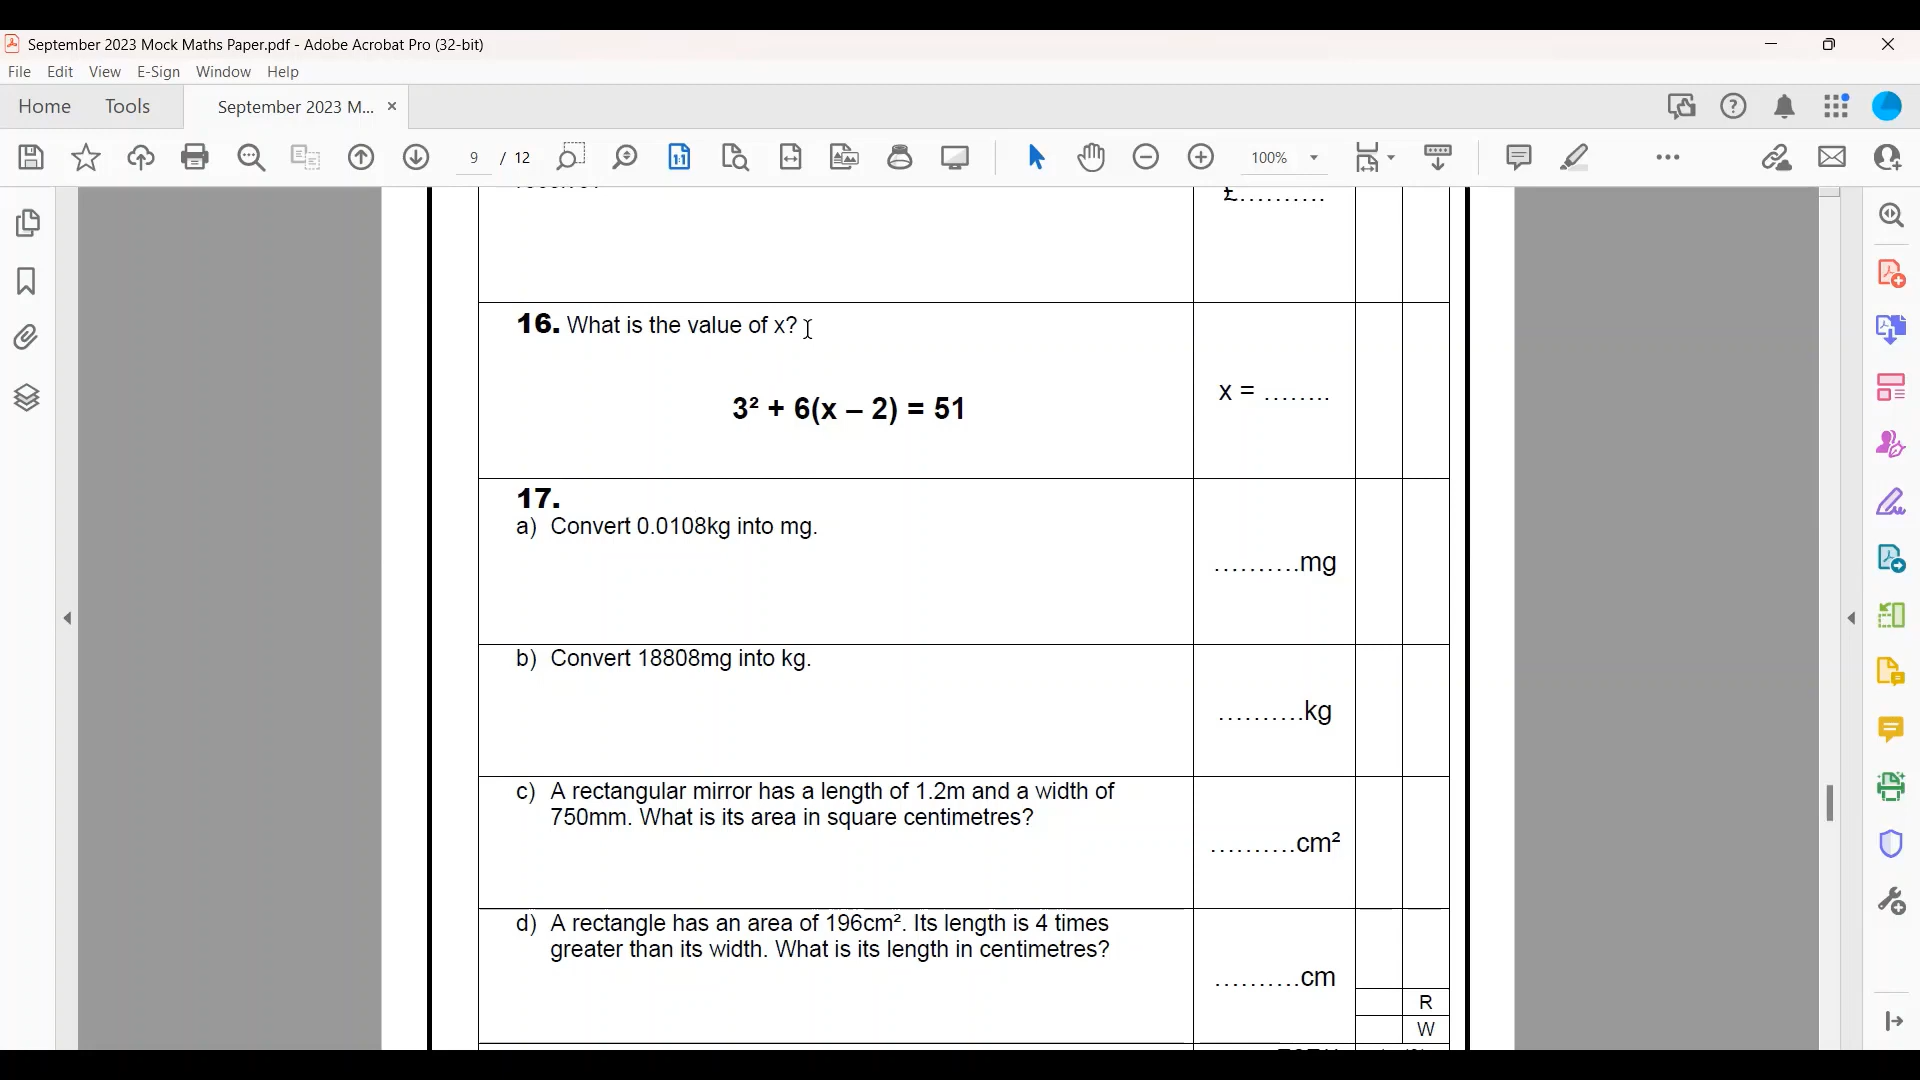 September 2023 Mock Maths Paper.pdf - Adobe Acrobat Pro (32-bit)
File Edit View E-Sign Window Help
Home Tools September 2023 M... ×
9 / 12 1:1 100%
£..........
16. What is the value of x?
3² + 6(x – 2) = 51
x = ........
17.
a) Convert 0.0108kg into mg.
..........mg
b) Convert 18808mg into kg.
..........kg
c) A rectangular mirror has a length of 1.2m and a width of
750mm. What is its area in square centimetres?
..........cm²
d) A rectangle has an area of 196cm². Its length is 4 times
greater than its width. What is its length in centimetres?
..........cm
R
W